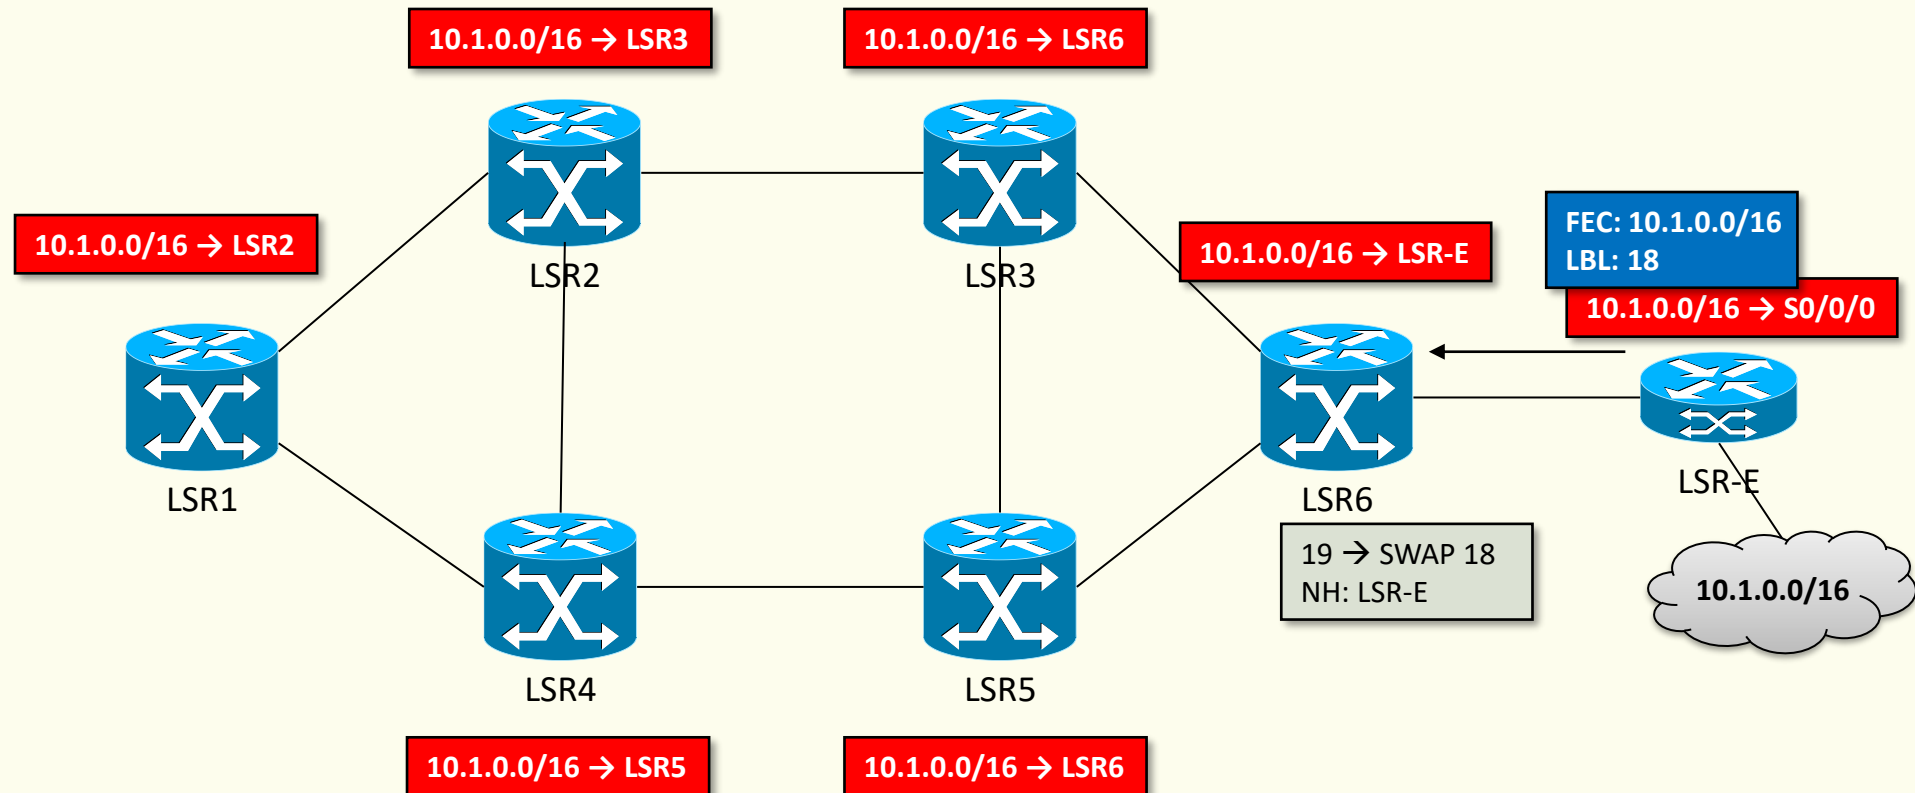 10.1.0.0/16 → LSR3
10.1.0.0/16 → LSR6
10.1.0.0/16 → LSR2
LSR2
LSR3
10.1.0.0/16 → LSR-E
FEC: 10.1.0.0/16
LBL: 18
10.1.0.0/16 → S0/0/0
LSR1
LSR6
LSR-E
19 → SWAP 18
NH: LSR-E
10.1.0.0/16
LSR4
LSR5
10.1.0.0/16 → LSR5
10.1.0.0/16 → LSR6